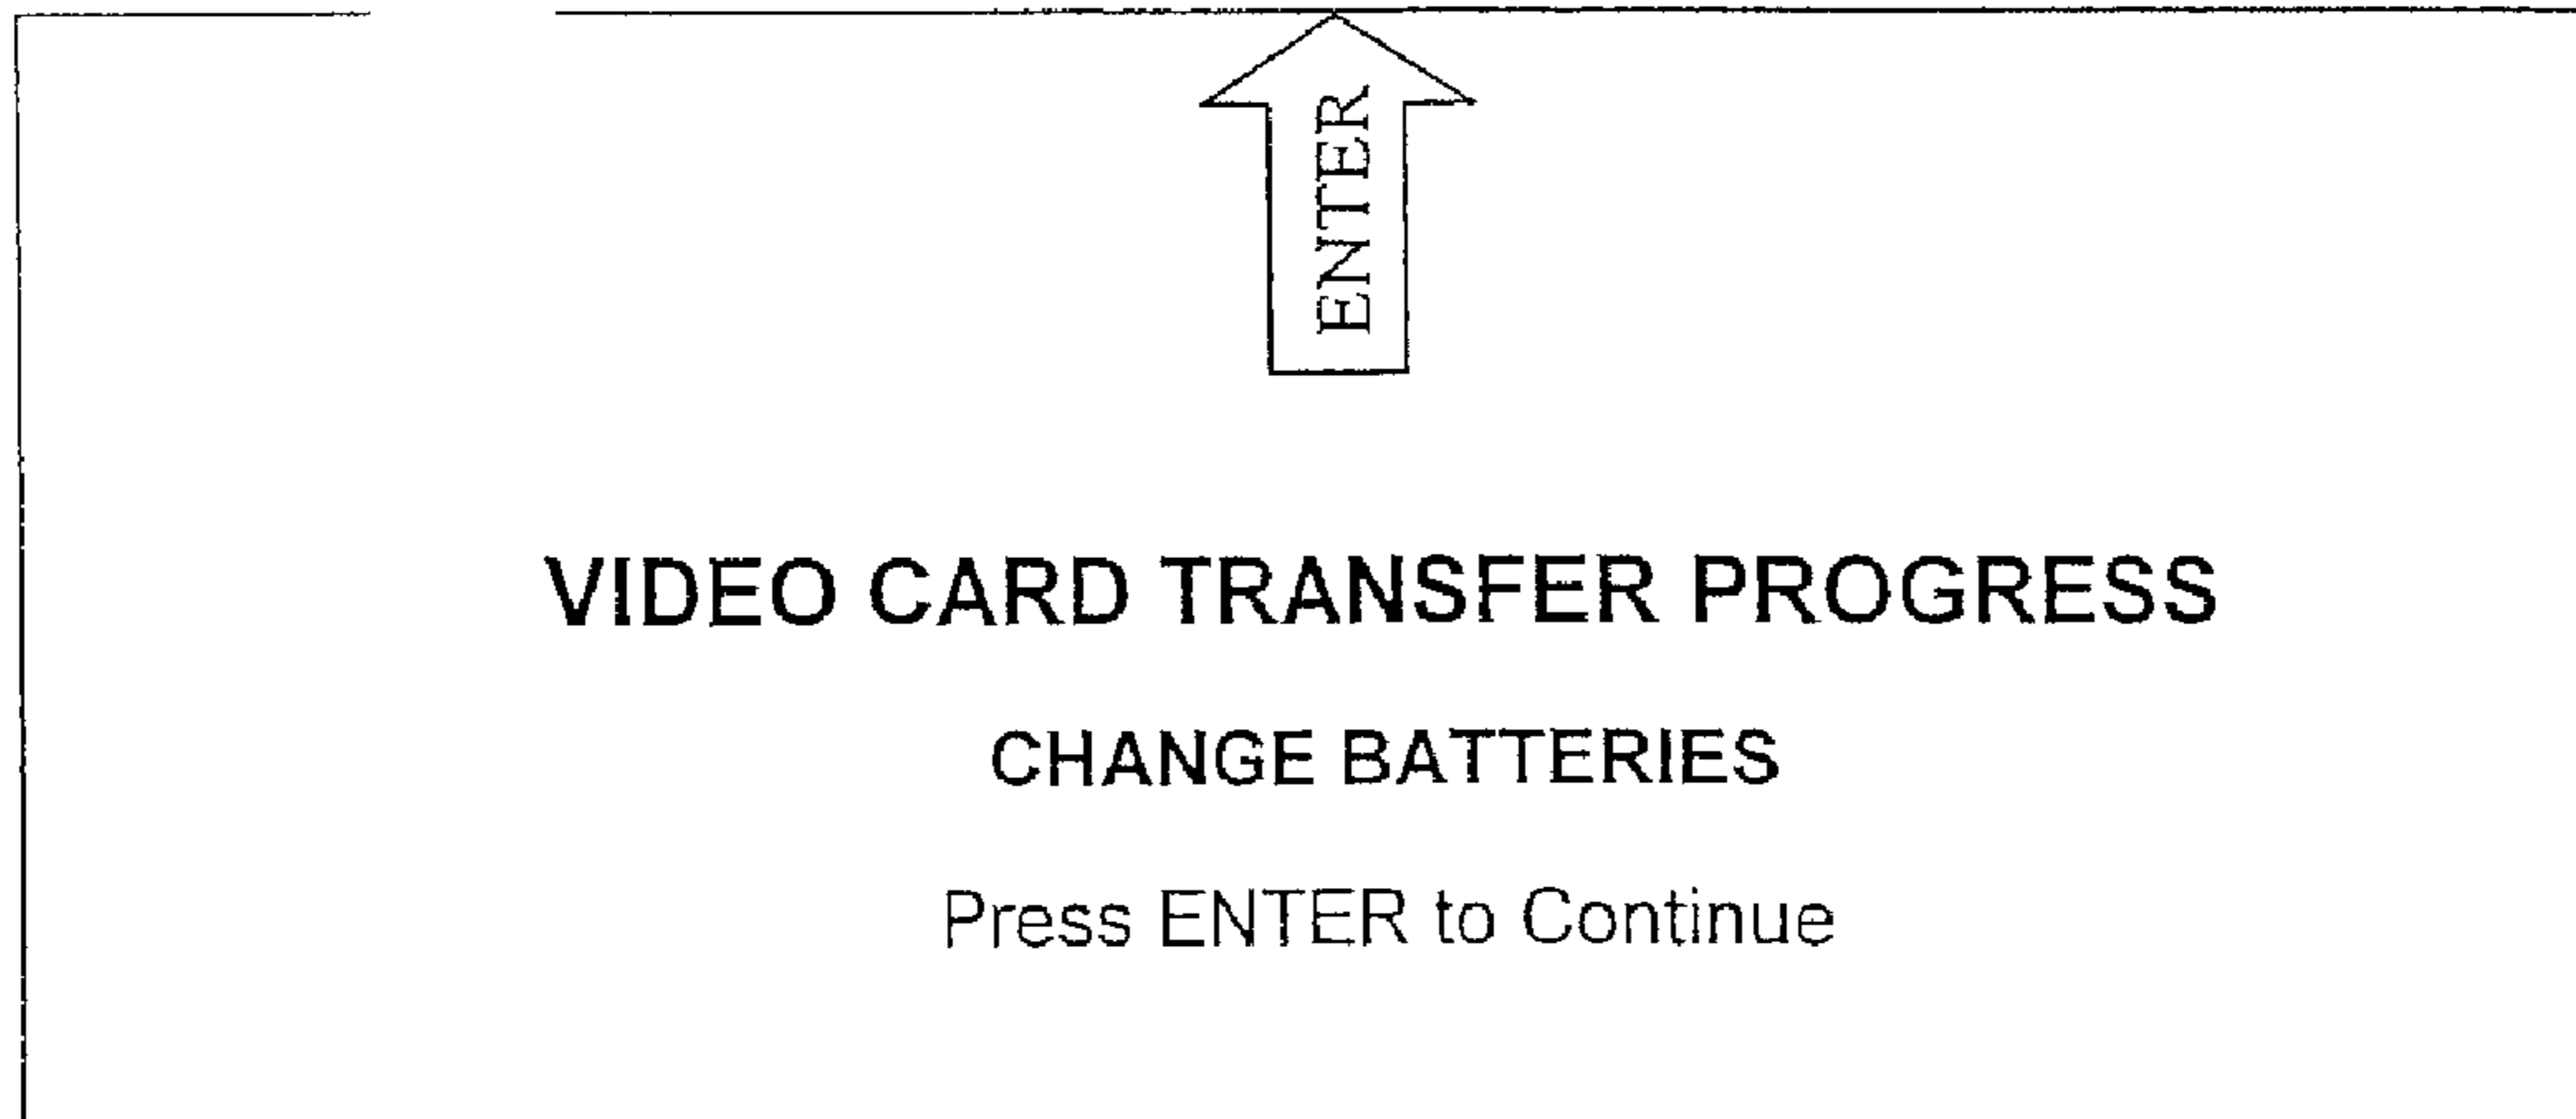 ENTER
VIDEO CARD TRANSFER PROGRESS
CHANGE BATTERIES
Press ENTER to Continue